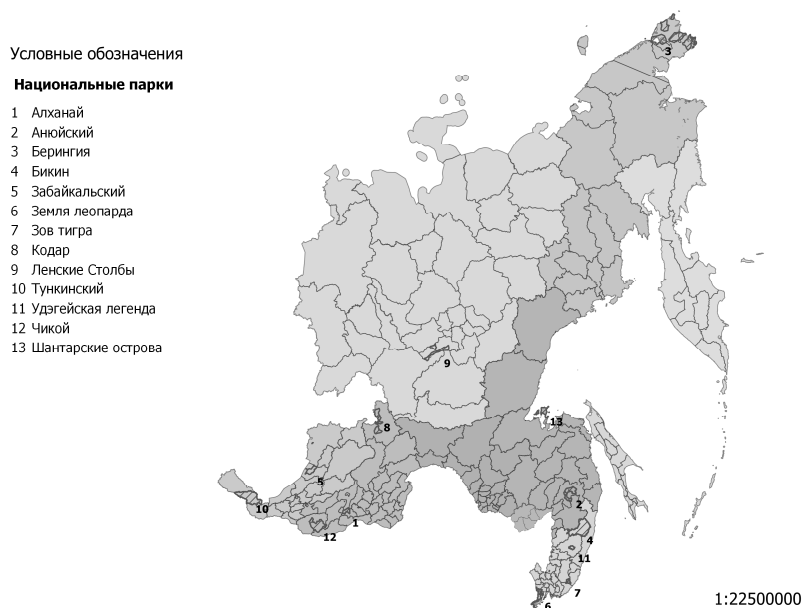 Условные обозначения
Национальные парки
1 Алханай
2 Анюйский
3 Берингия
4 Бикин
5 Забайкальский
6 Земля леопарда
7 Зов тигра
8 Кодар
9 Ленские Столбы
10 Тункинский
11 Удэгейская легенда
12 Чикой
13 Шантарские острова
3
9
13
8
5
10
2
1
12
4
11
7
6
1:22500000